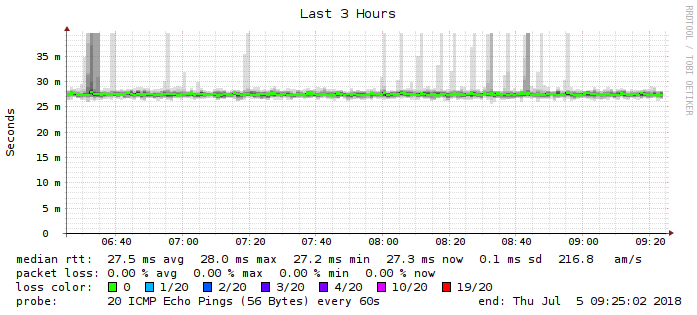 Last 3 Hours
RRDTOOL / TOBI OETIKER
Seconds
35 m
30 m
25 m
20 m
15 m
10 m
5 m
0
06:40 07:00 07:20 07:40 08:00 08:20 08:40 09:00 09:20
median rtt: 27.5 ms avg 28.0 ms max 27.2 ms min 27.3 ms now 0.1 ms sd 216.8 am/s
packet loss: 0.00 % avg 0.00 % max 0.00 % min 0.00 % now
loss color: 0 1/20 2/20 3/20 4/20 10/20 19/20
probe: 20 ICMP Echo Pings (56 Bytes) every 60s end: Thu Jul 5 09:25:02 2018